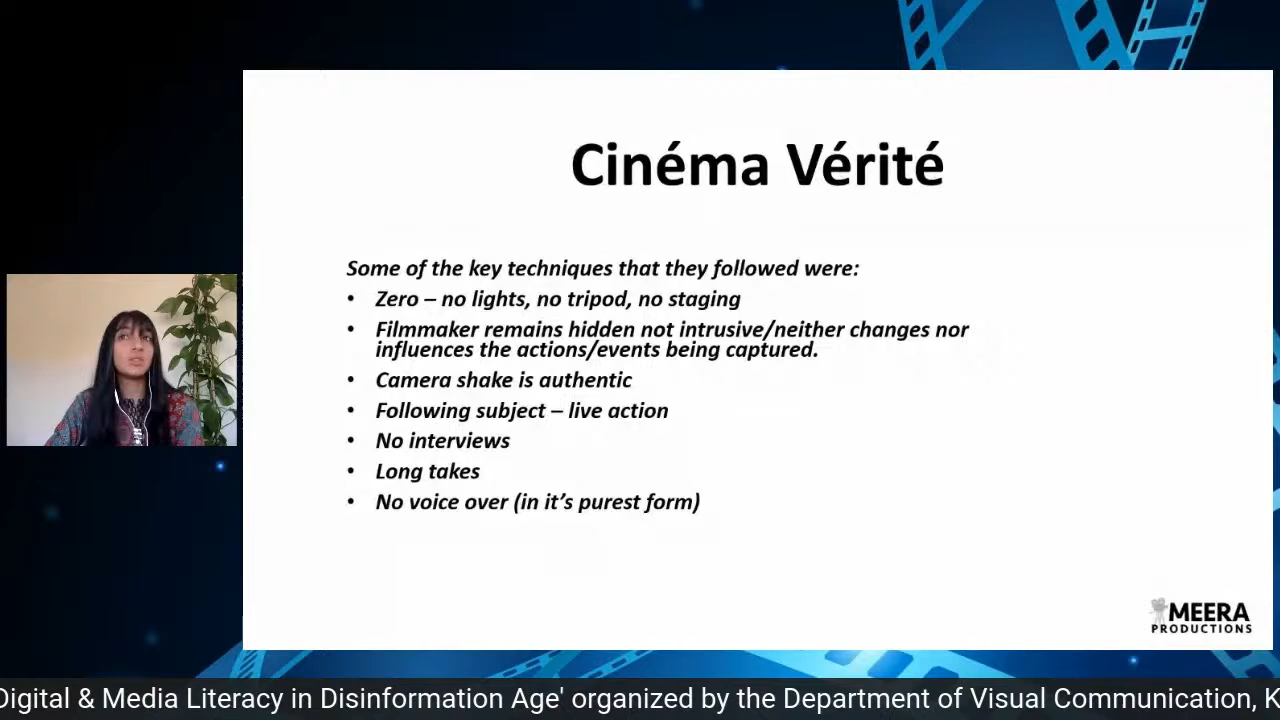 Cinéma Vérité
Some of the key techniques that they followed were:
• Zero – no lights, no tripod, no staging
• Filmmaker remains hidden not intrusive/neither changes nor
influences the actions/events being captured.
• Camera shake is authentic
• Following subject – live action
• No interviews
• Long takes
• No voice over (in it’s purest form)
MEERA
PRODUCTIONS
Digital & Media Literacy in Disinformation Age' organized by the Department of Visual Communication, K